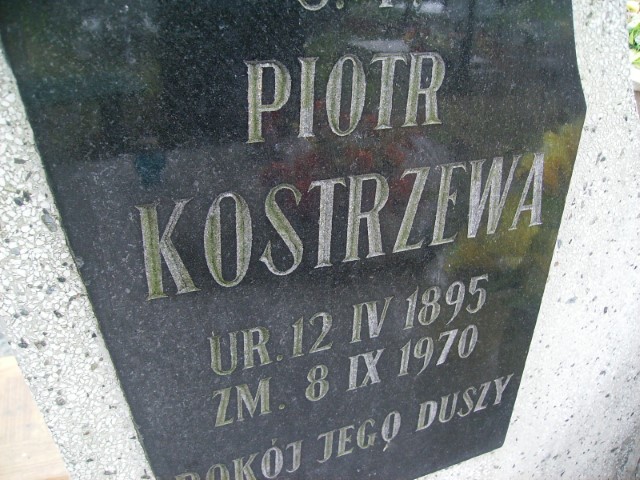 Ś. P.
PIOTR
KOSTRZEWA
UR. 12 IV 1895
ZM. 8 IX 1970
POKÓJ JEGO DUSZY